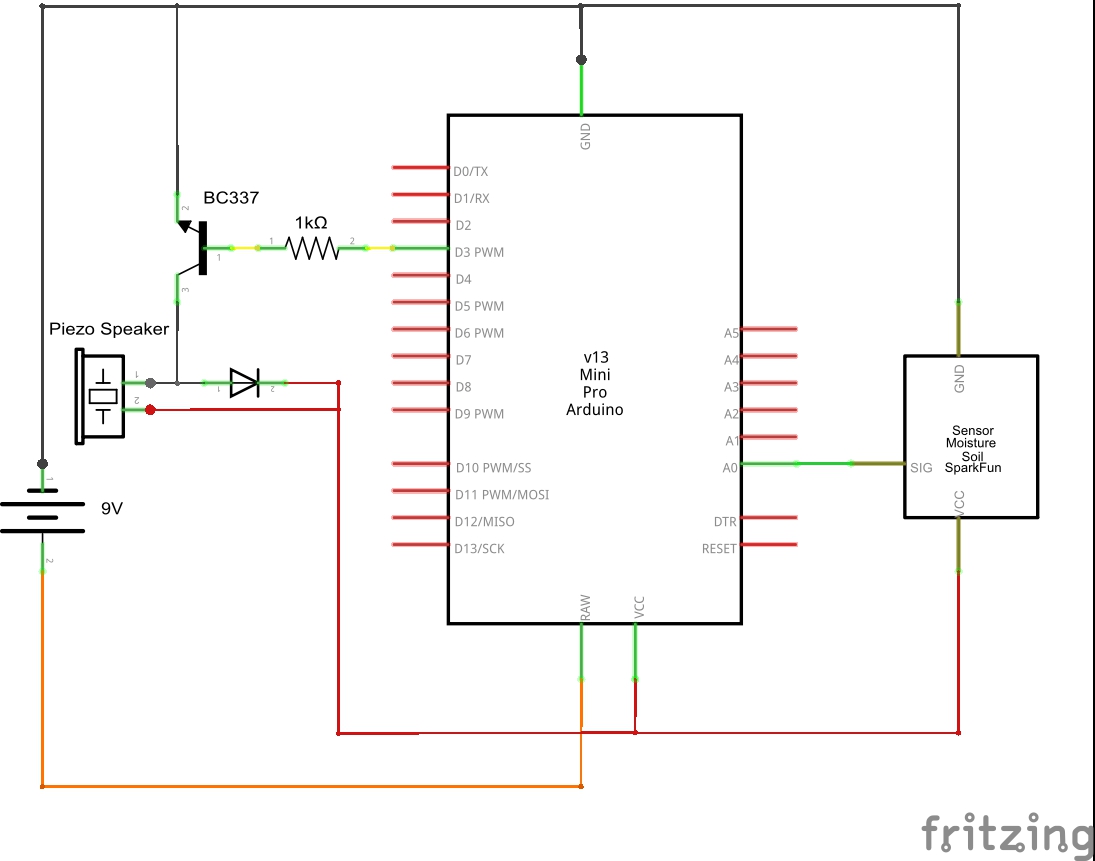 GND
D0/TX
D1/RX
BC337
2
D2
1kΩ
1
2
D3 PWM
1
D4
3
D5 PWM
Piezo Speaker
D6 PWM
A5
v13
Mini
Pro
Arduino
D7
A4
1
1
2
D8
A3
GND
2
D9 PWM
A2
Sensor
Moisture
Soil
SparkFun
A1
D10 PWM/SS
A0
SIG
1
9V
D11 PWM/MOSI
VCC
D12/MISO
DTR
D13/SCK
RESET
2
RAW
VCC
fritzing